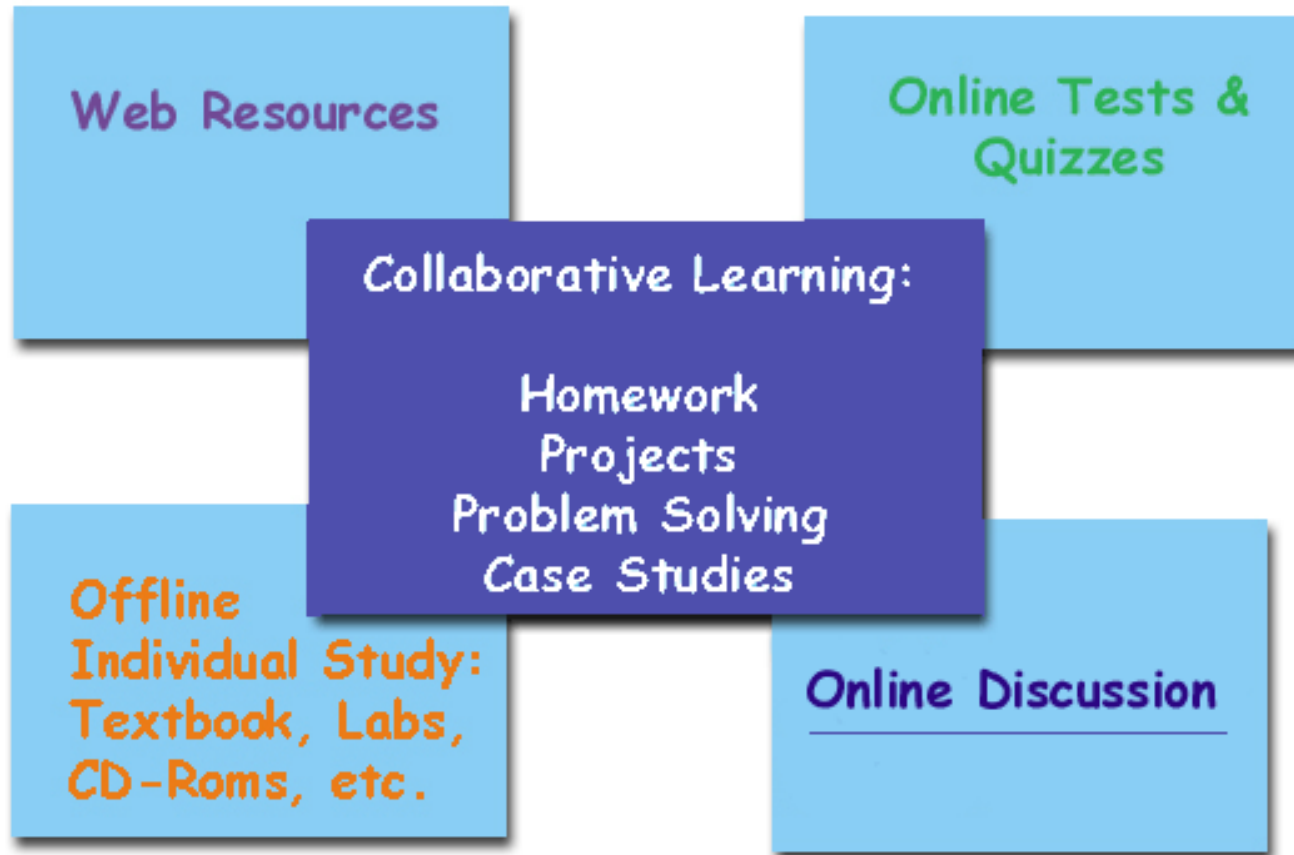 Web Resources
Online Tests &
Quizzes
Collaborative Learning:
Homework
Projects
Problem Solving
Case Studies
Offline
Individual Study:
Textbook, Labs,
CD-Roms, etc.
Online Discussion